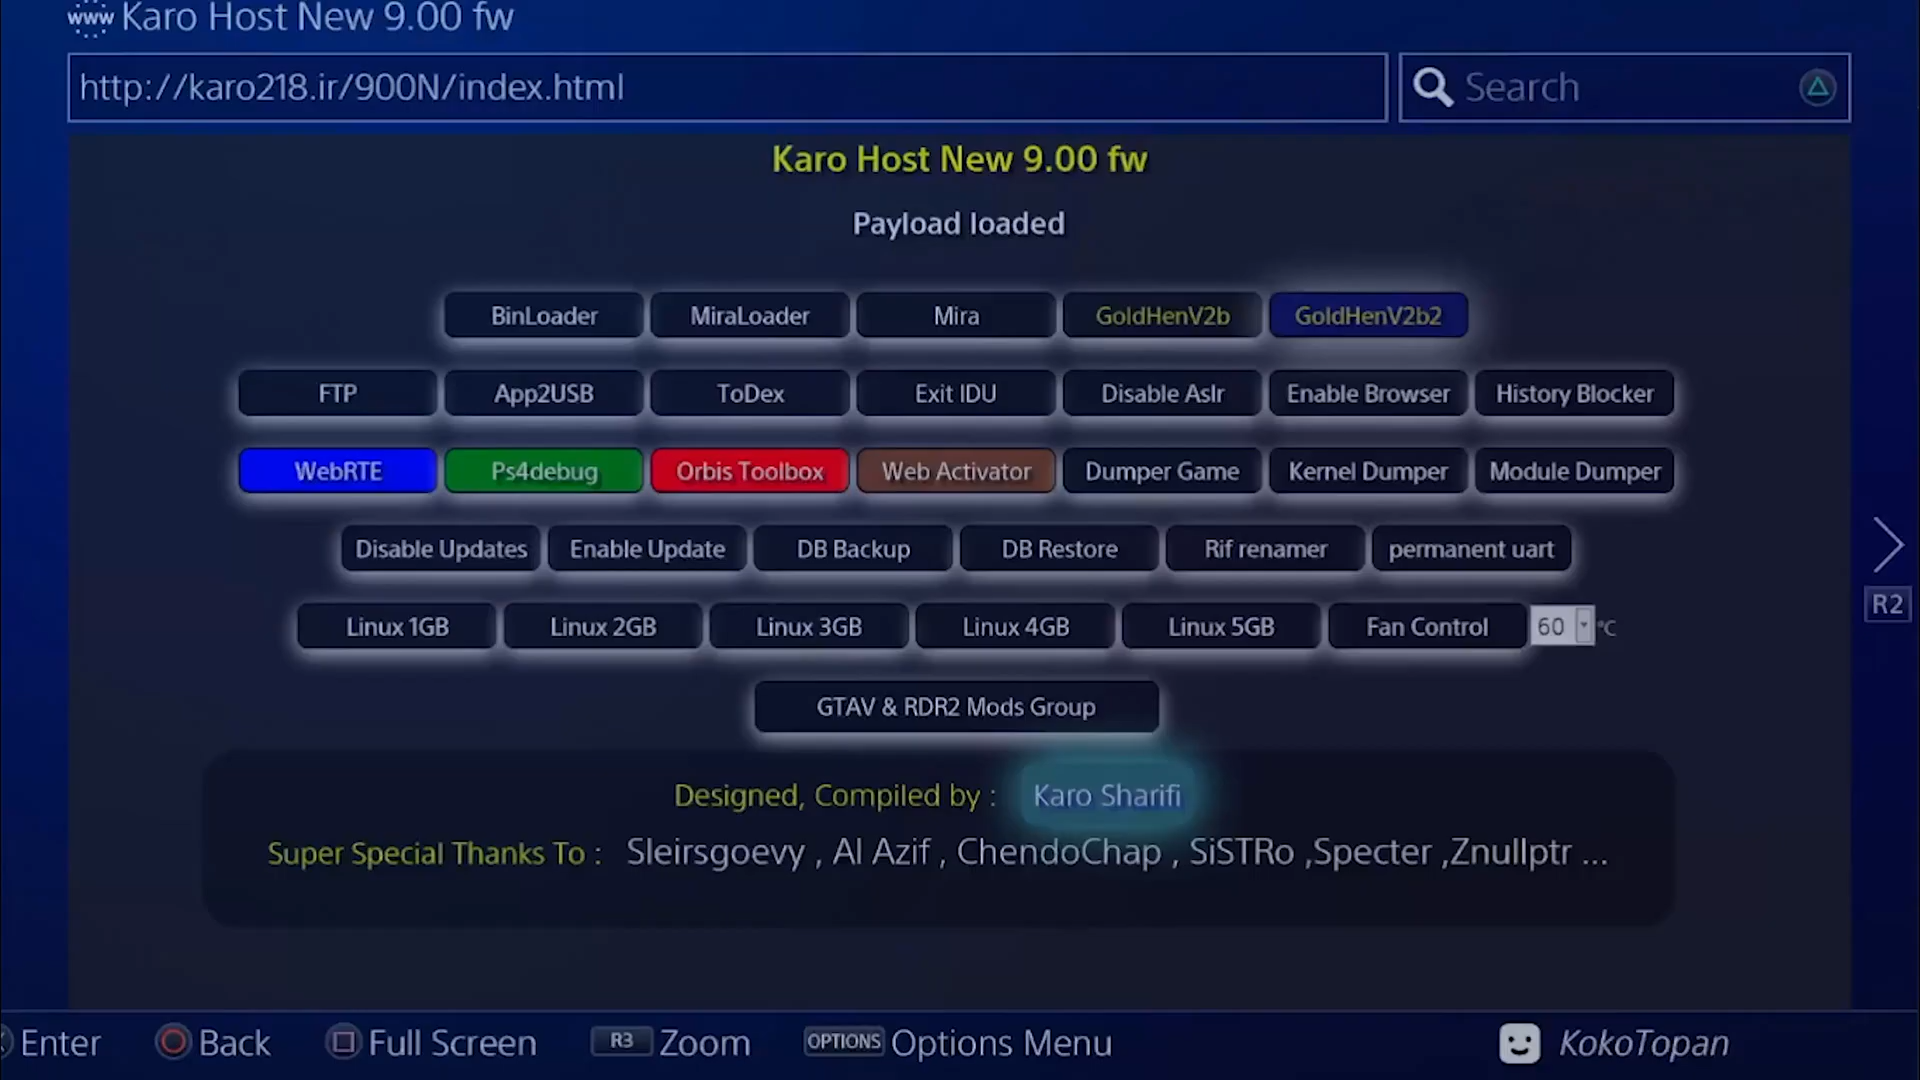 www Karo Host New 9.00 fw
http://karo218.ir/900N/index.html Search
Karo Host New 9.00 fw
Payload loaded
BinLoader MiraLoader Mira GoldHenV2b GoldHenV2b2
FTP App2USB ToDex Exit IDU Disable Aslr Enable Browser History Blocker
WebRTE Ps4debug Orbis Toolbox Web Activator Dumper Game Kernel Dumper Module Dumper
Disable Updates Enable Update DB Backup DB Restore Rif renamer permanent uart
R2
Linux 1GB Linux 2GB Linux 3GB Linux 4GB Linux 5GB Fan Control 60 °C
GTAV & RDR2 Mods Group
Designed, Compiled by : Karo Sharifi
Super Special Thanks To : Sleirsgoevy , Al Azif , ChendoChap , SiSTRo ,Specter ,Znullptr ...
Enter Back Full Screen R3 Zoom OPTIONS Options Menu KokoTopan